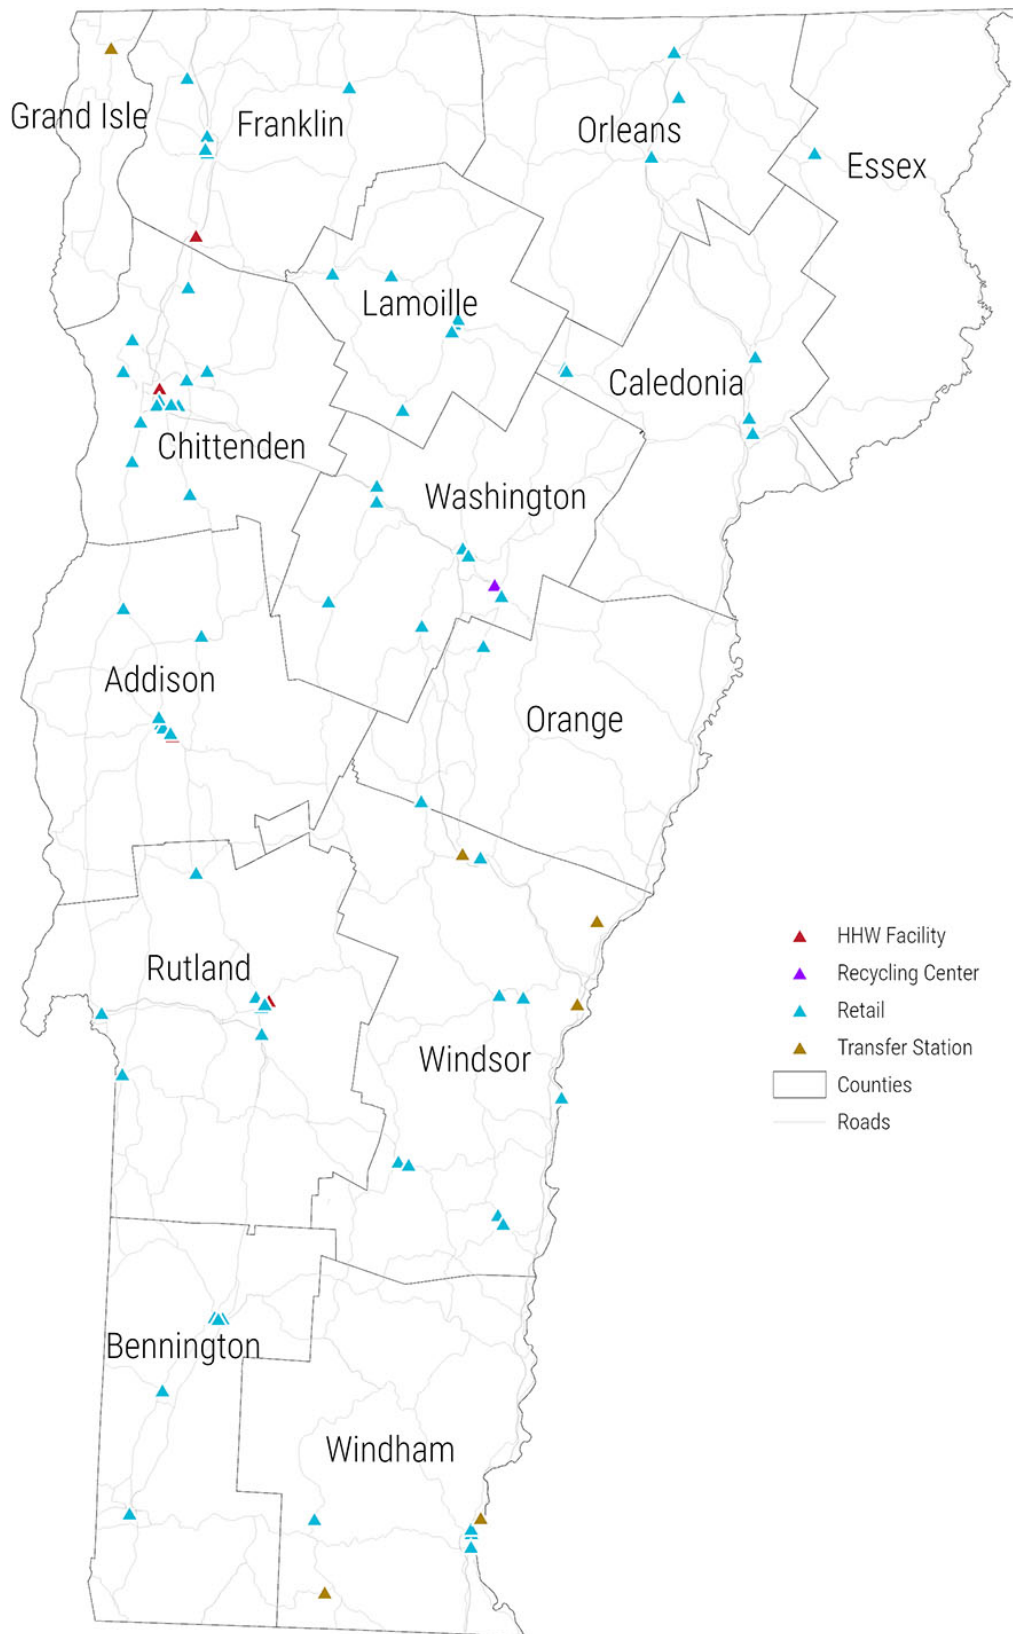 Grand Isle
Franklin
Orleans
Essex
Lamoille
Caledonia
Chittenden
Washington
Addison
Orange
Rutland
Windsor
HHW Facility
Recycling Center
Retail
Transfer Station
Counties
Roads
Bennington
Windham